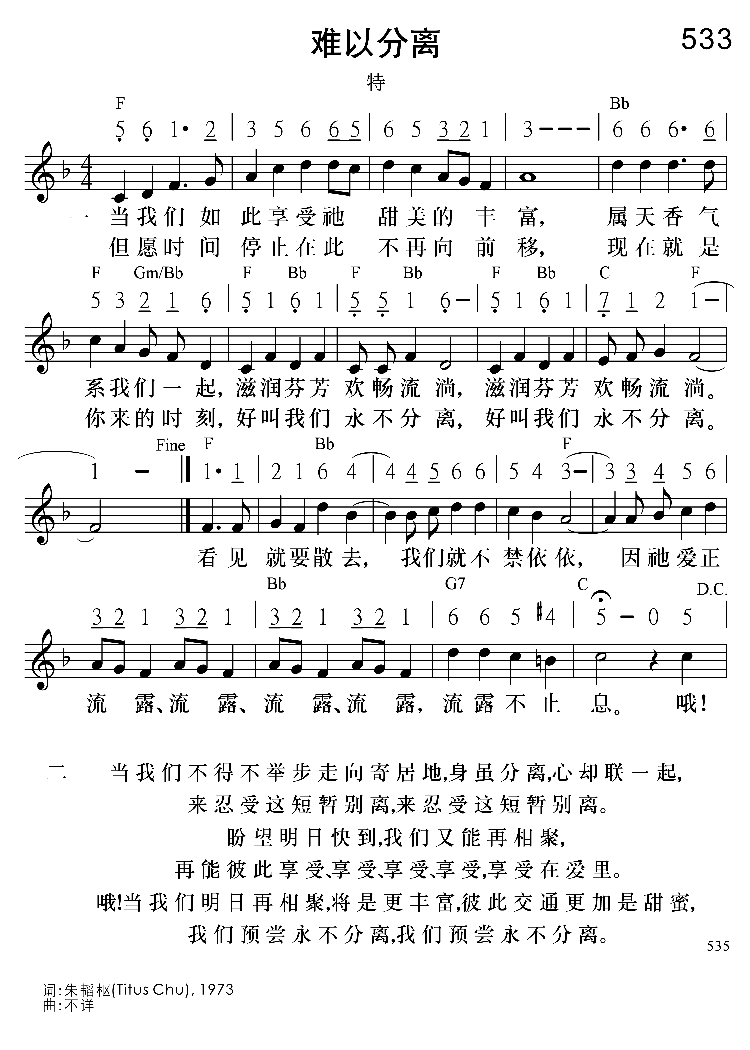 难以分离
533
特
F Bb
5 6 1· 2 | 3 5 6 6 5 | 6 5 3 2 1 | 3 — — — | 6 6 6· 6
4 4
一 当我们 如 此享受祂 甜美的 丰 富， 属天香气
但愿时 间 停止在此 不再向 前 移， 现在就是
F Gm/Bb F Bb F Bb F Bb C F
5 3 2 1 6 | 5 1 6 1 | 5 5 1 6 — | 5 1 6 1 | 7 1 2 1 —
系我们一起，滋润芬芳 欢畅流淌，滋润芬芳 欢畅流淌。
你来的时刻，好叫我们 永不分离，好叫我们 永不分离。
Fine F Bb F
1 — 1· 1 | 2 1 6 4 | 4 4 5 6 6 | 5 4 3 — | 3 3 4 5 6
看见 就要散去， 我们就不 禁依依， 因祂爱正
Bb G7 C D.C.
3 2 1 3 2 1 | 3 2 1 3 2 1 | 6 6 5 #4 | 5 — 0 5
流 露、流 露、流 露、流 露， 流露不止 息。 哦！
二 当我们不得不举步走向寄居地,身虽分离,心却联一起,
来忍受这短暂别离,来忍受这短暂别离。
盼望明日快到,我们又能再相聚,
再能彼此享受、享受、享受、享受,享受在爱里。
哦!当我们明日再相聚,将是更丰富,彼此交通更加是甜蜜,
我们预尝永不分离,我们预尝永不分离。
535
词:朱韬枢(Titus Chu), 1973
曲:不详